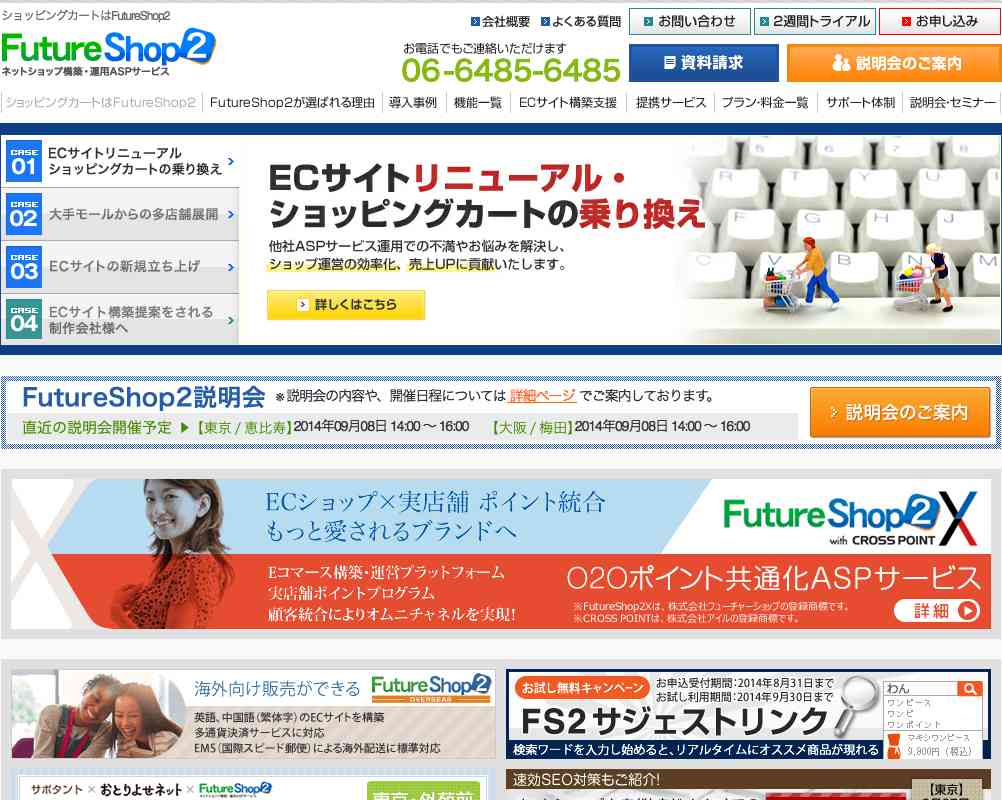 ショッピングカートはFutureShop2
会社概要 よくある質問 お問い合わせ 2週間トライアル お申し込み
FutureShop2
ネットショップ構築・運用ASPサービス
お電話でもご連絡いただけます
06-6485-6485
資料請求 説明会のご案内
ショッピングカートはFutureShop2 FutureShop2が選ばれる理由 導入事例 機能一覧 ECサイト構築支援 提携サービス プラン・料金一覧 サポート体制 説明会・セミナー
CASE 01 ECサイトリニューアル
ショッピングカートの乗り換え
CASE 02 大手モールからの多店舗展開
CASE 03 ECサイトの新規立ち上げ
CASE 04 ECサイト構築提案をされる
制作会社様へ
ECサイトリニューアル・
ショッピングカートの乗り換え
他社ASPサービス運用での不満やお悩みを解決し、
ショップ運営の効率化、売上UPに貢献いたします。
詳しくはこちら
E R T Y U I
F G H J
C V B N
FutureShop2説明会 ※説明会の内容や、開催日程については 詳細ページ でご案内しております。
直近の説明会開催予定 ▶ 【東京 / 恵比寿】2014年09月08日 14:00 〜 16:00 【大阪 / 梅田】2014年09月08日 14:00 〜 16:00
説明会のご案内
ECショップ×実店舗 ポイント統合
もっと愛されるブランドへ
FutureShop2X
with CROSS POINT
Eコマース構築・運営プラットフォーム
実店舗ポイントプログラム
顧客統合によりオムニチャネルを実現!
O2Oポイント共通化ASPサービス
※FutureShop2Xは、株式会社フューチャーショップの登録商標です。
※CROSS POINTは、株式会社アイルの登録商標です。
詳細
海外向け販売ができる FutureShop2
OVERSEAS
英語、中国語(繁体字)のECサイトを構築
多通貨決済サービスに対応
EMS(国際スピード郵便)による海外配送に標準対応
お試し無料キャンペーン お申込受付期間:2014年8月31日まで
お試し利用期間:2014年9月30日まで
FS2サジェストリンク
検索ワードを入力し始めると、リアルタイムにオススメ商品が現れる
わん
ワンピース
ワンピ
ワンポイント
マキシワンピース
9,800円(税込)
サポタント × おとりよせネット × FutureShop2
速効SEO対策もご紹介!
【東京】